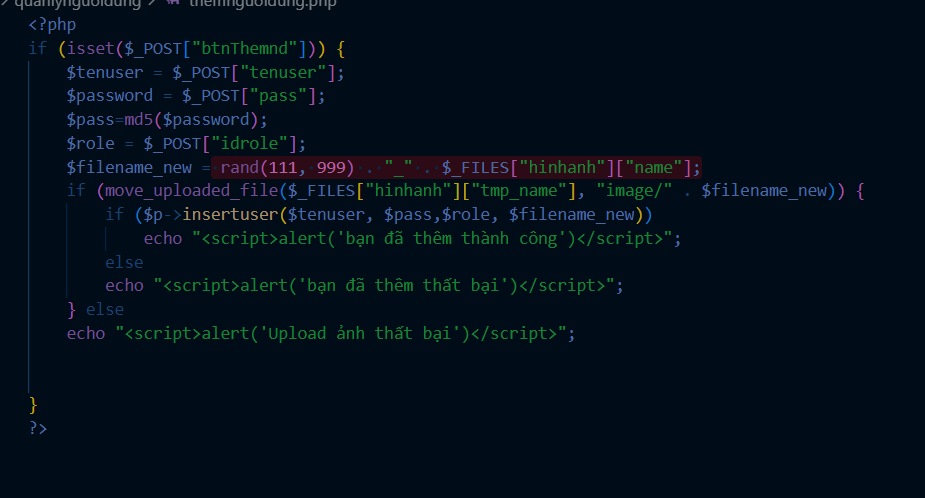 quanlynguoidung > themnguoidung.php
<?php
if (isset($_POST["btnThemnd"])) {
$tenuser = $_POST["tenuser"];
$password = $_POST["pass"];
$pass=md5($password);
$role = $_POST["idrole"];
$filename_new = rand(111, 999) . "_" . $_FILES["hinhanh"]["name"];
if (move_uploaded_file($_FILES["hinhanh"]["tmp_name"], "image/" . $filename_new)) {
if ($p->insertuser($tenuser, $pass,$role, $filename_new))
echo "<script>alert('bạn đã thêm thành công')</script>";
else
echo "<script>alert('bạn đã thêm thất bại')</script>";
} else
echo "<script>alert('Upload ảnh thất bại')</script>";
}
?>